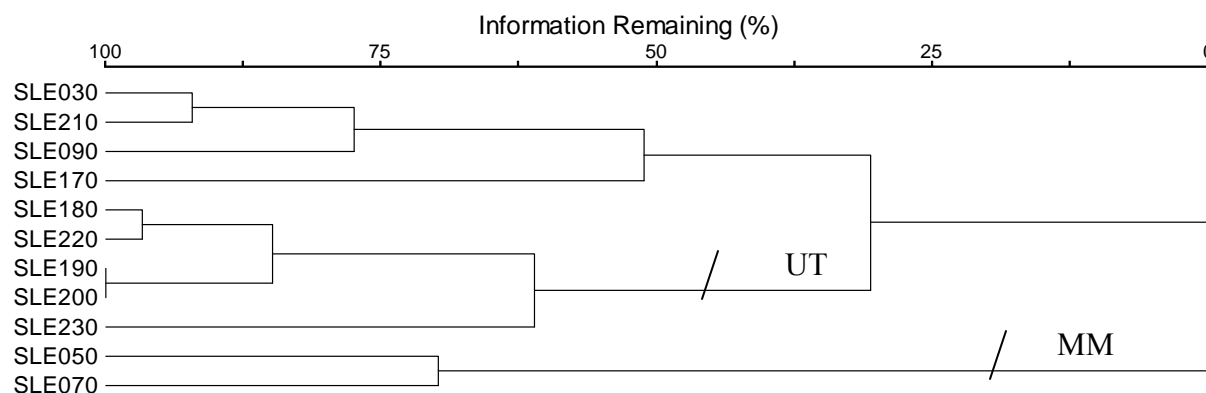 Information Remaining (%)
100 75 50 25 0
SLE030
SLE210
SLE090
SLE170
SLE180
SLE220
SLE190
UT
SLE200
SLE230
SLE050
MM
SLE070